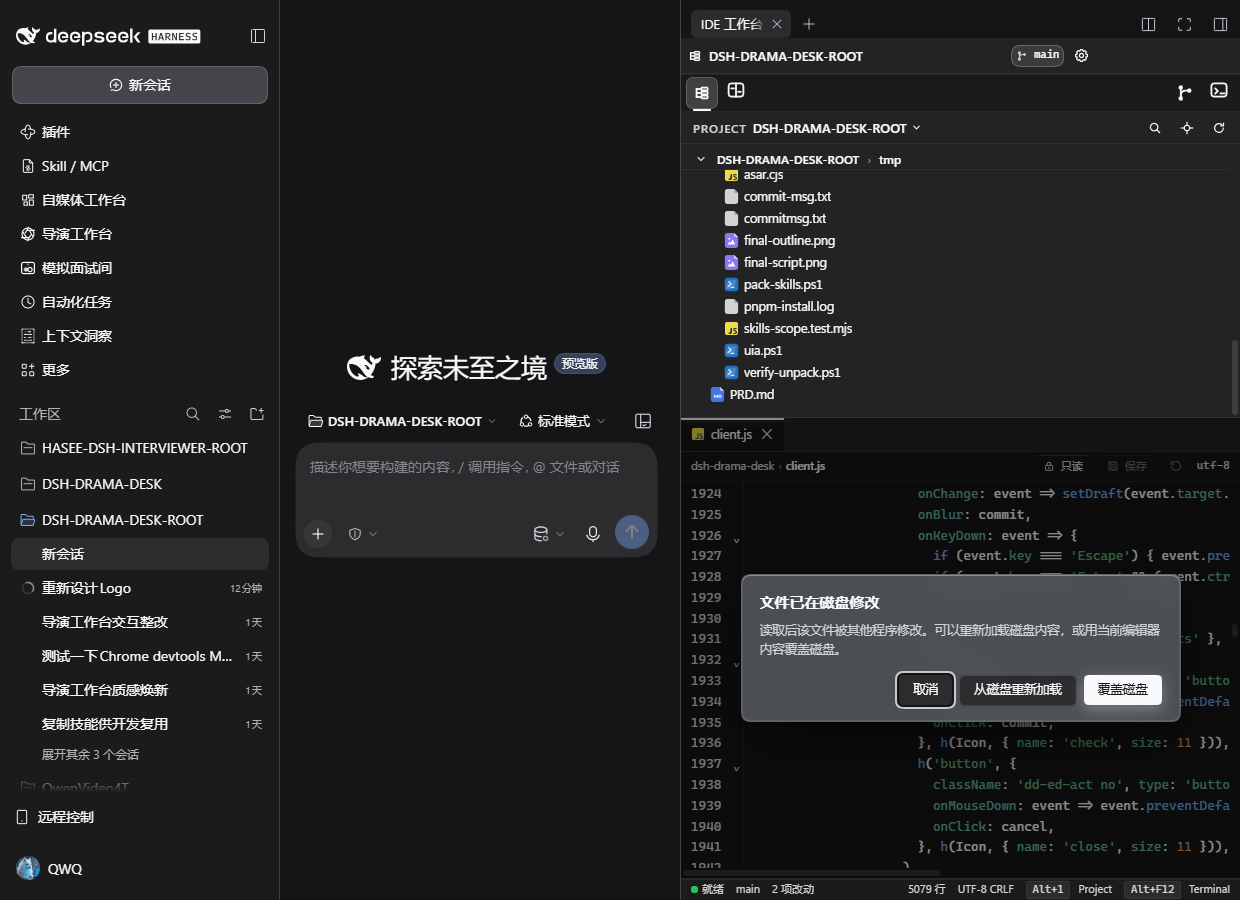 deepseek HARNESS
新会话
插件
Skill / MCP
自媒体工作台
导演工作台
模拟面试间
自动化任务
上下文洞察
更多
工作区
HASEE-DSH-INTERVIEWER-ROOT
DSH-DRAMA-DESK
DSH-DRAMA-DESK-ROOT
新会话
重新设计 Logo 12分钟
导演工作台交互整改 1天
测试一下 Chrome devtools M... 1天
导演工作台质感焕新 1天
复制技能供开发复用 1天
展开其余 3 个会话
QwenVideo4T
远程控制
QWQ
探索未至之境 预览版
DSH-DRAMA-DESK-ROOT 标准模式
描述你想要构建的内容, / 调用指令, @ 文件或对话
IDE 工作台
DSH-DRAMA-DESK-ROOT main
PROJECT DSH-DRAMA-DESK-ROOT
DSH-DRAMA-DESK-ROOT › tmp
asar.cjs
commit-msg.txt
commitmsg.txt
final-outline.png
final-script.png
pack-skills.ps1
pnpm-install.log
skills-scope.test.mjs
uia.ps1
verify-unpack.ps1
PRD.md
client.js
dsh-drama-desk › client.js 只读 保存 utf-8
1924 onChange: event => setDraft(event.target.
1925 onBlur: commit,
1926 onKeyDown: event => {
1927 if (event.key === 'Escape') { event.pre
1928
1929
1930
1931 s' },
1932
1933 'butto
1934 entDefa
1935 onClick: commit,
1936 }, h(Icon, { name: 'check', size: 11 })),
1937 h('button', {
1938 className: 'dd-ed-act no', type: 'butto
1939 onMouseDown: event => event.preventDefa
1940 onClick: cancel,
1941 }, h(Icon, { name: 'close', size: 11 })),
1942 )
文件已在磁盘修改
读取后该文件被其他程序修改。可以重新加载磁盘内容，或用当前编辑器
内容覆盖磁盘。
取消 从磁盘重新加载 覆盖磁盘
就绪 main 2 项改动 5079 行 UTF-8 CRLF Alt+1 Project Alt+F12 Terminal